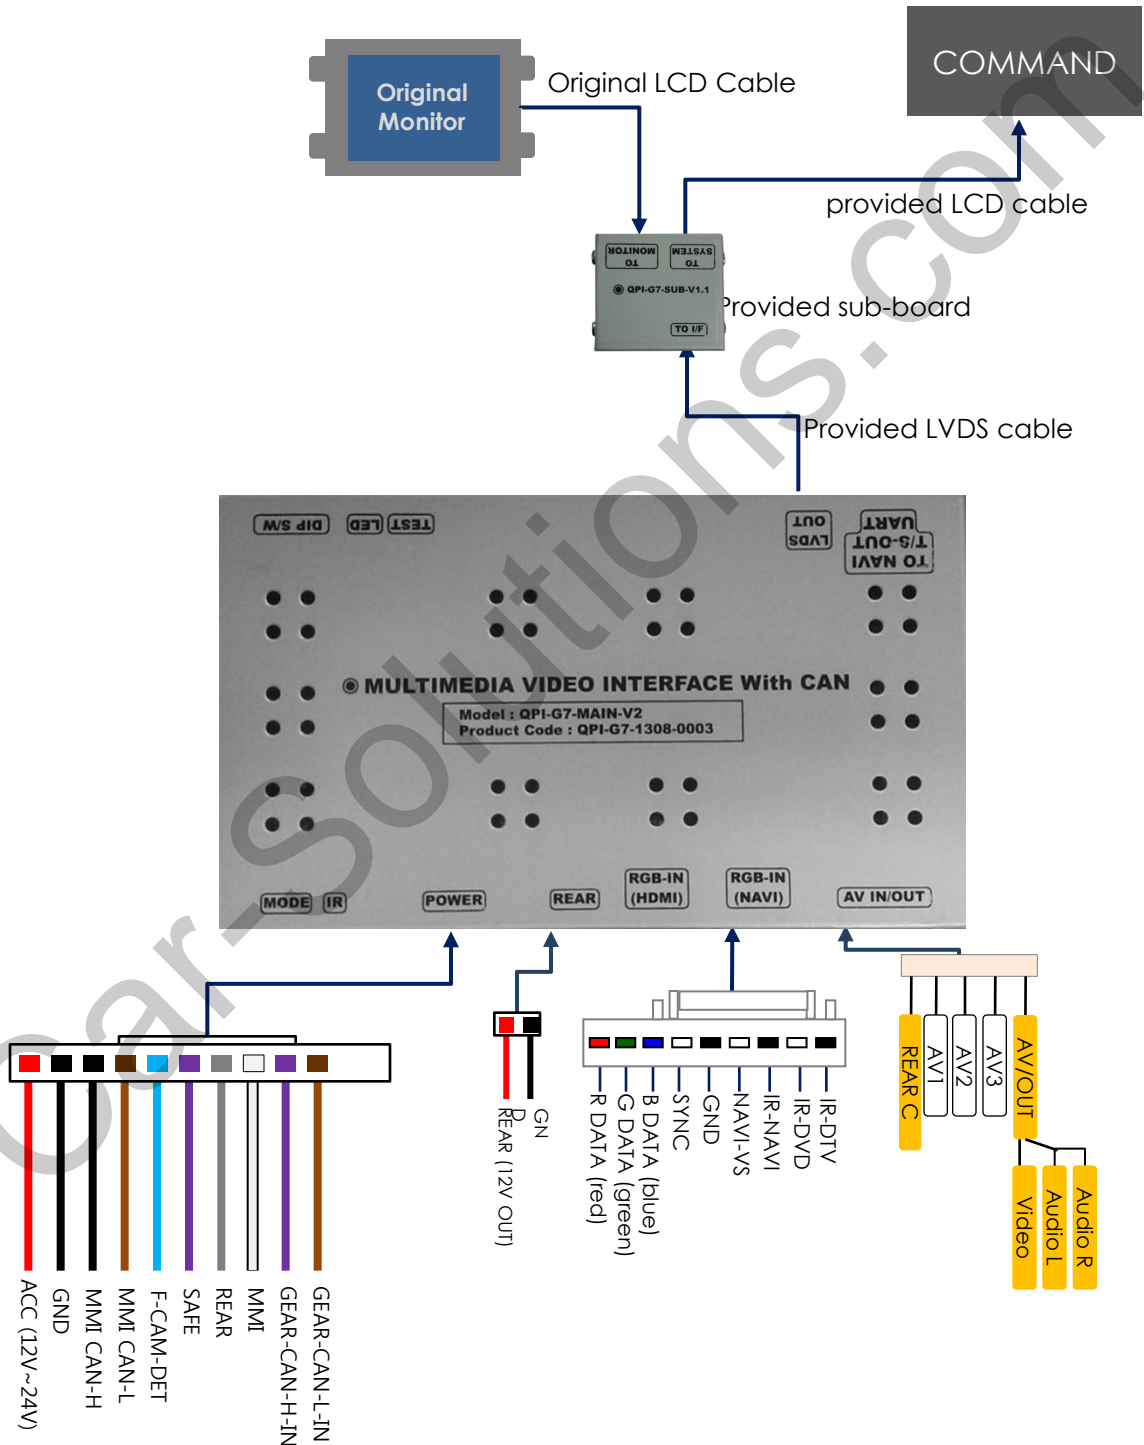 COMMAND
Original LCD Cable
Original
Monitor
provided LCD cable
TO
MONITOR
TO
SYSTEM
QPI-G7-SUB-V1.1
TO I/F
Provided sub-board
Provided LVDS cable
DIP S/W
LED
TEST
LVDS
OUT
TO NAVI
T/S-OUT
UART
MULTIMEDIA VIDEO INTERFACE With CAN
Model : QPI-G7-MAIN-V2
Product Code : QPI-G7-1308-0003
MODE
IR
POWER
REAR
RGB-IN
(HDMI)
RGB-IN
(NAVI)
AV IN/OUT
ACC (12V~24V)
GND
MMI CAN-H
MMI CAN-L
F-CAM-DET
SAFE
REAR
MMI
GEAR-CAN-H-IN
GEAR-CAN-L-IN
REAR (12V OUT)
GN
D
R DATA (red)
G DATA (green)
B DATA (blue)
SYNC
GND
NAVI-VS
IR-NAVI
IR-DVD
IR-DTV
REAR C
AV1
AV2
AV3
AV/OUT
Video
Audio L
Audio R
Car-Solutions.com